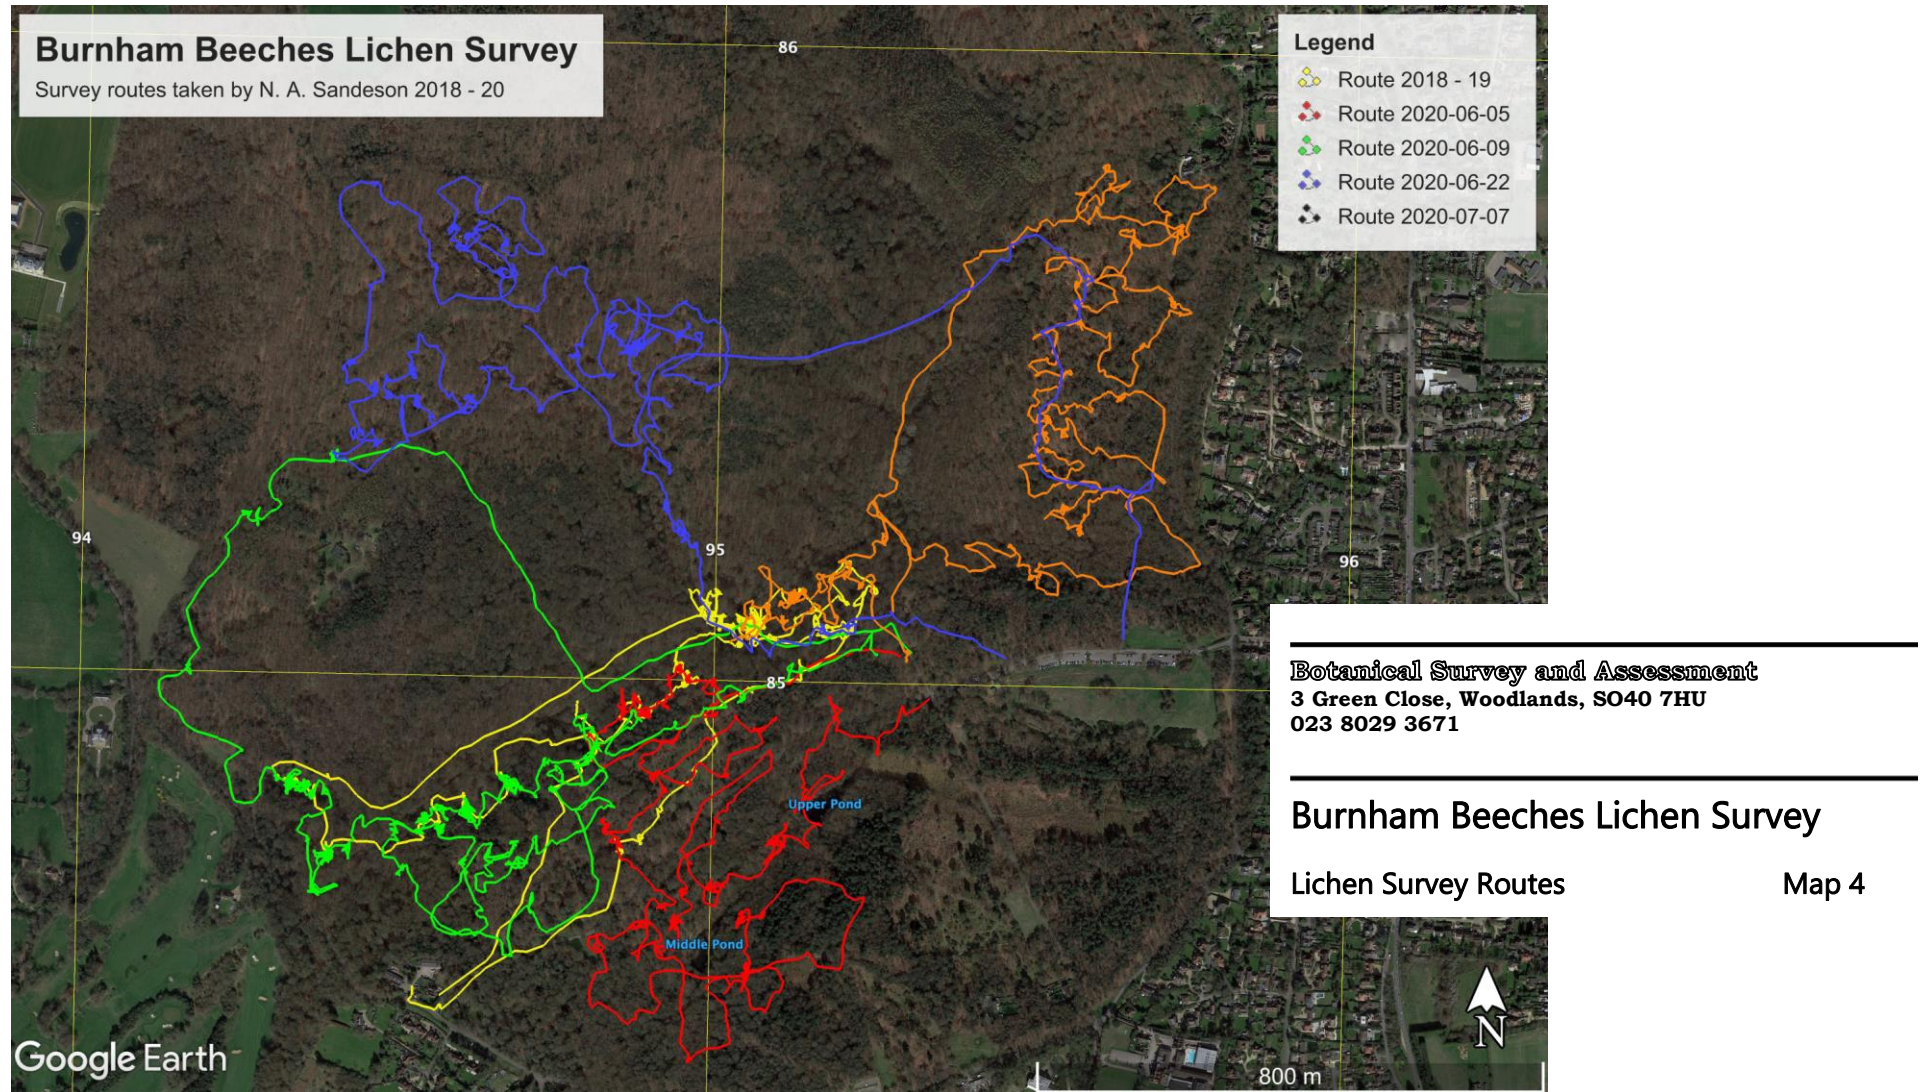 Burnham Beeches Lichen Survey
Survey routes taken by N. A. Sandeson 2018 - 20
Legend
Route 2018 - 19
Route 2020-06-05
Route 2020-06-09
Route 2020-06-22
Route 2020-07-07
86
94
95
96
85
Upper Pond
Middle Pond
Botanical Survey and Assessment
3 Green Close, Woodlands, SO40 7HU
023 8029 3671
Burnham Beeches Lichen Survey
Lichen Survey Routes Map 4
N
Google Earth
800 m